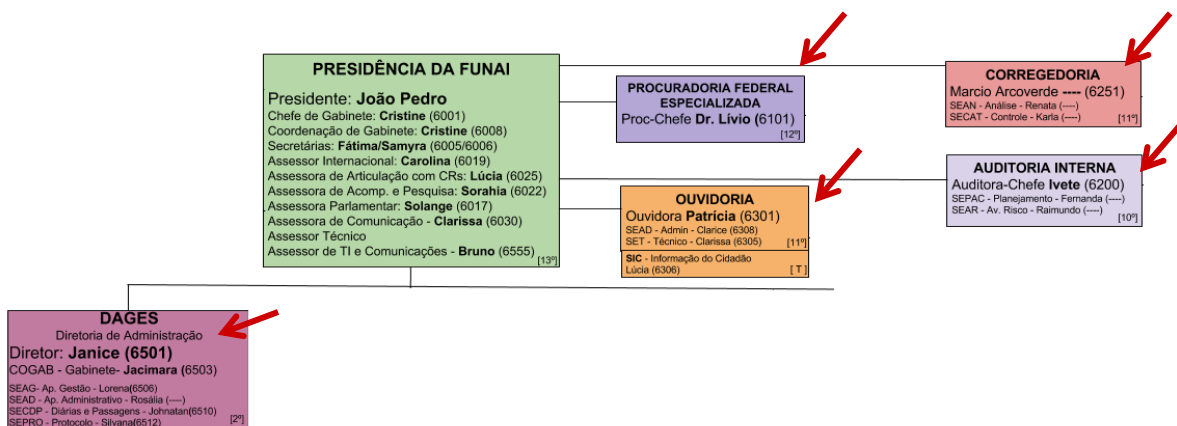 PRESIDÊNCIA DA FUNAI
Presidente: João Pedro
Chefe de Gabinete: Cristine (6001)
Coordenação de Gabinete: Cristine (6008)
Secretárias: Fátima/Samyra (6005/6006)
Assessor Internacional: Carolina (6019)
Assessora de Articulação com CRs: Lúcia (6025)
Assessora de Acomp. e Pesquisa: Sorahia (6022)
Assessora Parlamentar: Solange (6017)
Assessora de Comunicação - Clarissa (6030)
Assessor Técnico
Assessor de TI e Comunicações - Bruno (6555)
[13º]
PROCURADORIA FEDERAL
ESPECIALIZADA
Proc-Chefe Dr. Lívio (6101)
[12º]
CORREGEDORIA
Marcio Arcoverde ---- (6251)
SEAN - Análise - Renata (----)
SECAT - Controle - Karla (----)
[11º]
OUVIDORIA
Ouvidora Patrícia (6301)
SEAD - Admin - Clarice (6308)
SET - Técnico - Clarissa (6305)
[11º]
SIC - Informação do Cidadão
Lúcia (6306)
[ T ]
AUDITORIA INTERNA
Auditora-Chefe Ivete (6200)
SEPAC - Planejamento - Fernanda (----)
SEAR - Av. Risco - Raimundo (----)
[10º]
DAGES
Diretoria de Administração
Diretor: Janice (6501)
COGAB - Gabinete- Jacimara (6503)
SEAG- Ap. Gestão - Lorena(6506)
SEAD - Ap. Administrativo - Rosália (----)
SECDP - Diárias e Passagens - Johnatan(6510)
SEPRO - Protocolo - Silvana(6512)
[2º]